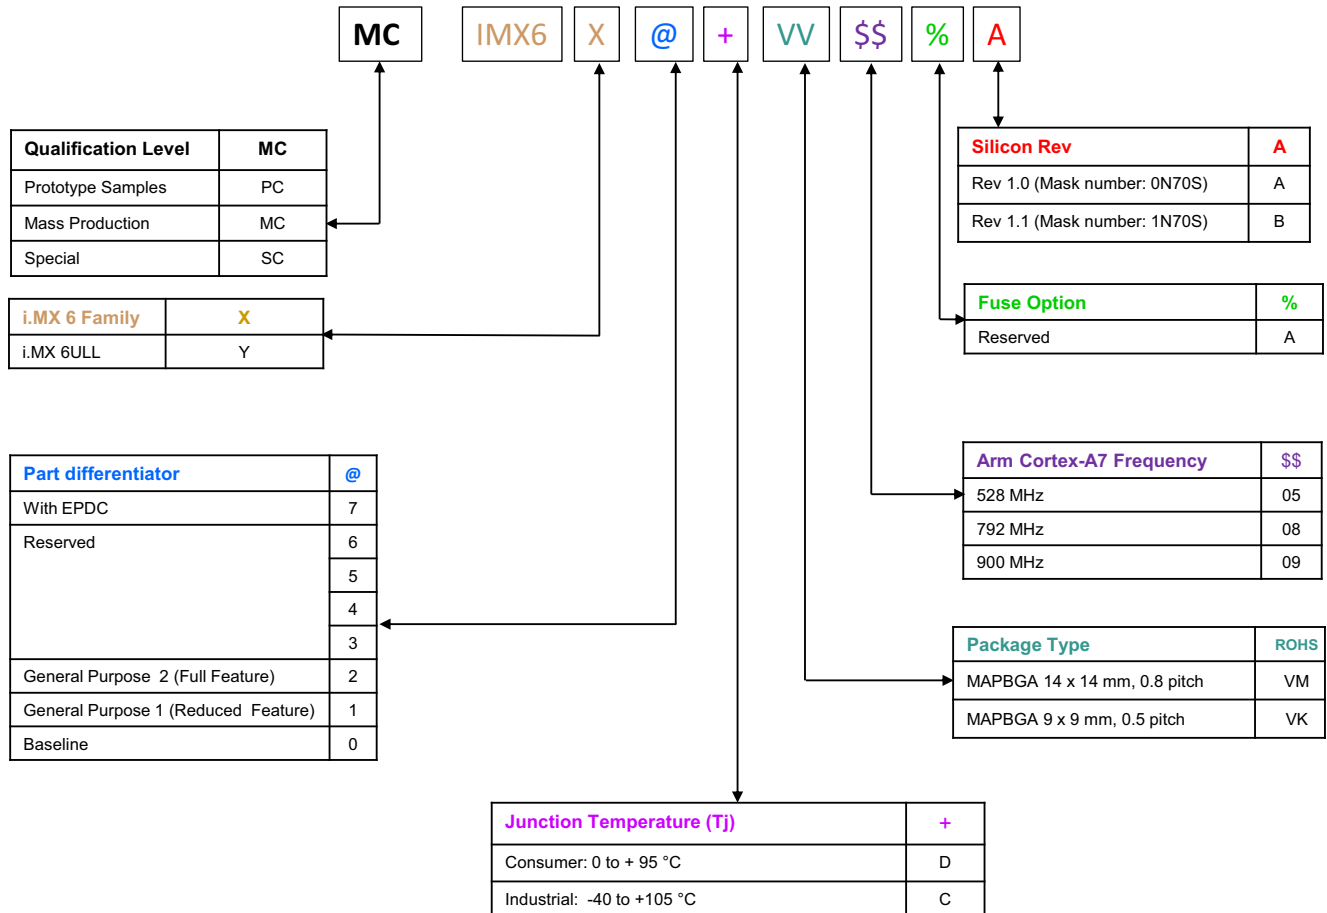 MC IMX6 X @ + VV $$ % A
Qualification Level MC
Prototype Samples PC
Mass Production MC
Special SC
i.MX 6 Family X
i.MX 6ULL Y
Part differentiator @
With EPDC 7
Reserved 6
5
4
3
General Purpose 2 (Full Feature) 2
General Purpose 1 (Reduced Feature) 1
Baseline 0
Junction Temperature (Tj) +
Consumer: 0 to + 95 °C D
Industrial: -40 to +105 °C C
Silicon Rev A
Rev 1.0 (Mask number: 0N70S) A
Rev 1.1 (Mask number: 1N70S) B
Fuse Option %
Reserved A
Arm Cortex-A7 Frequency $$
528 MHz 05
792 MHz 08
900 MHz 09
Package Type ROHS
MAPBGA 14 x 14 mm, 0.8 pitch VM
MAPBGA 9 x 9 mm, 0.5 pitch VK